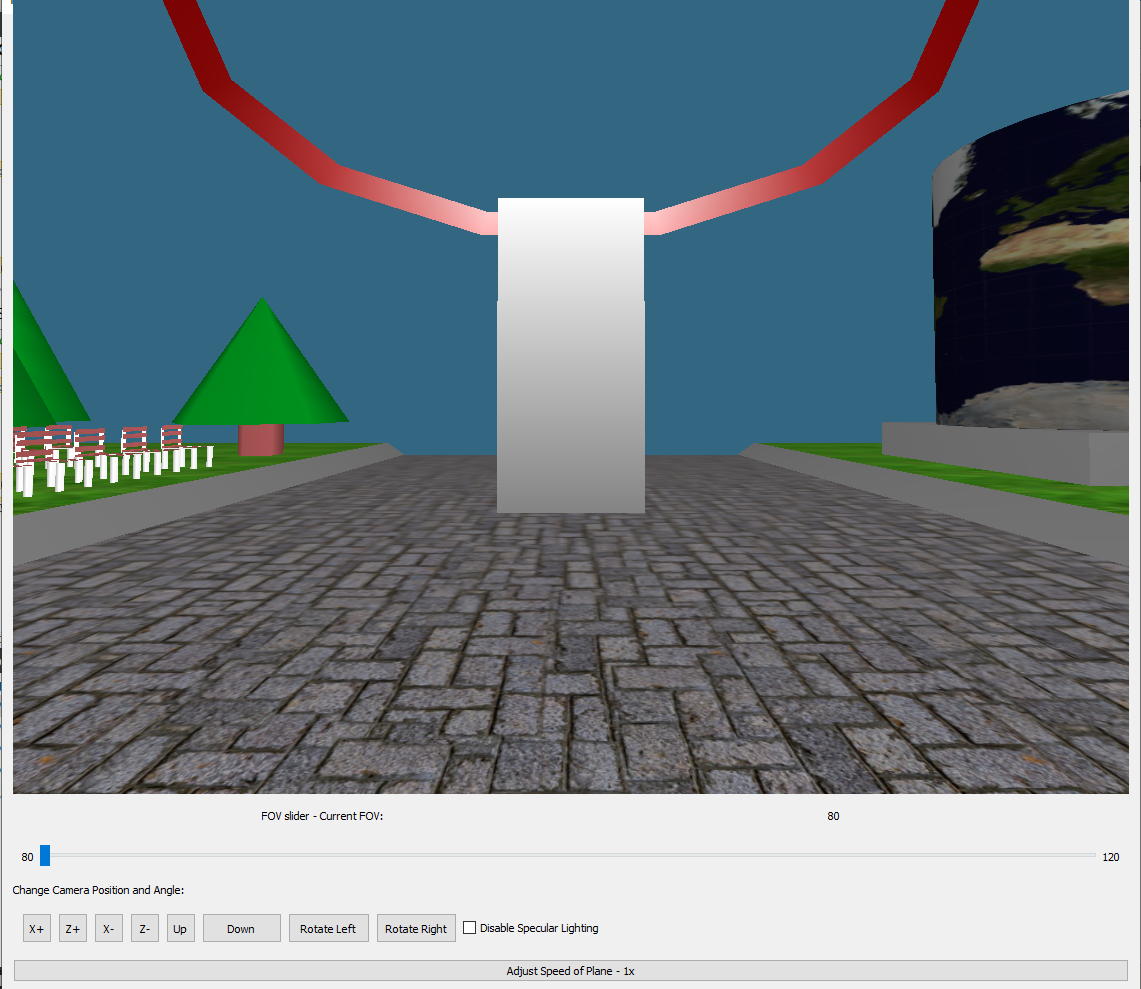 FOV slider - Current FOV: 80
80 120
Change Camera Position and Angle:
X+ Z+ X- Z- Up Down Rotate Left Rotate Right Disable Specular Lighting
Adjust Speed of Plane - 1x